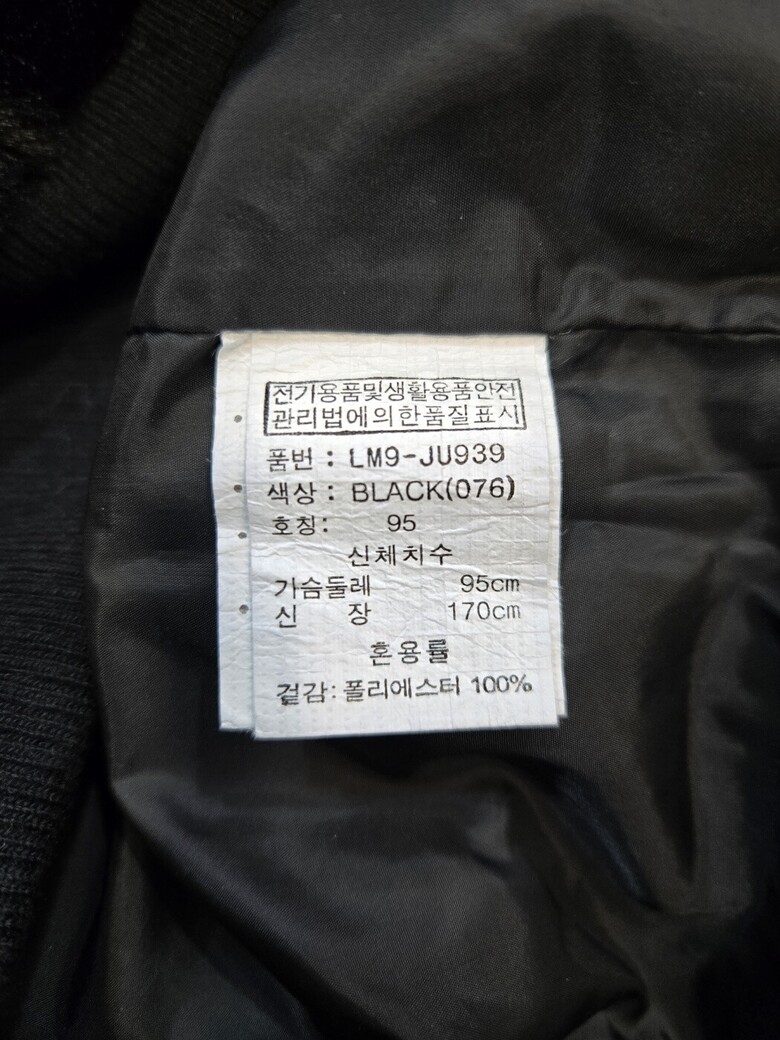 전기용품및생활용품안전
관리법에의한품질표시
품번 : LM9-JU939
색상 : BLACK(076)
호칭: 95
신체치수
가슴둘레 95cm
신 장 170cm
혼용률
겉감: 폴리에스터 100%